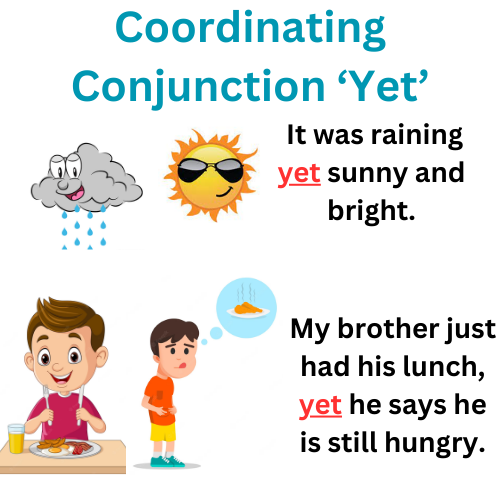 Coordinating
Conjunction ‘Yet’
It was raining
yet sunny and
bright.
My brother just
had his lunch,
yet he says he
is still hungry.